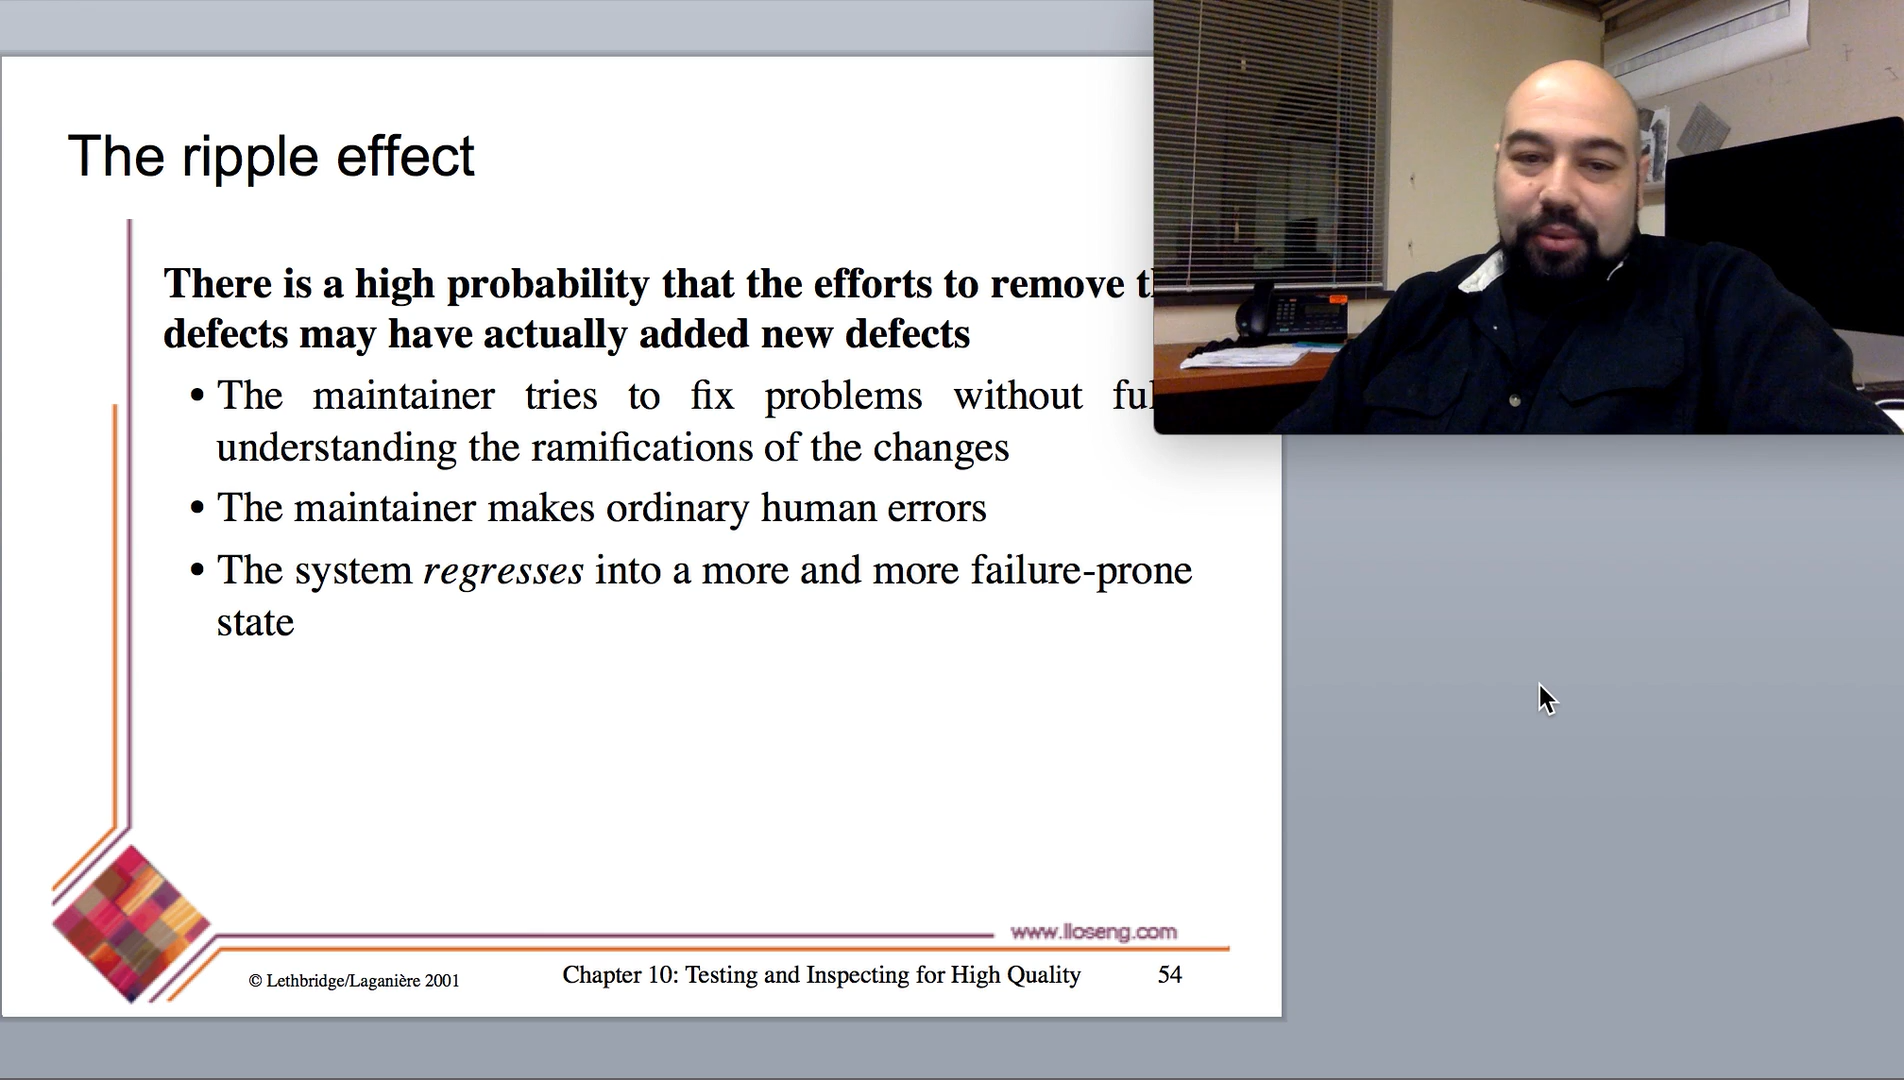 The ripple effect
There is a high probability that the efforts to remove
defects may have actually added new defects
• The maintainer tries to fix problems without
understanding the ramifications of the changes
• The maintainer makes ordinary human errors
• The system regresses into a more and more failure-prone
state
www.lloseng.com
© Lethbridge/Laganière 2001 Chapter 10: Testing and Inspecting for High Quality 54